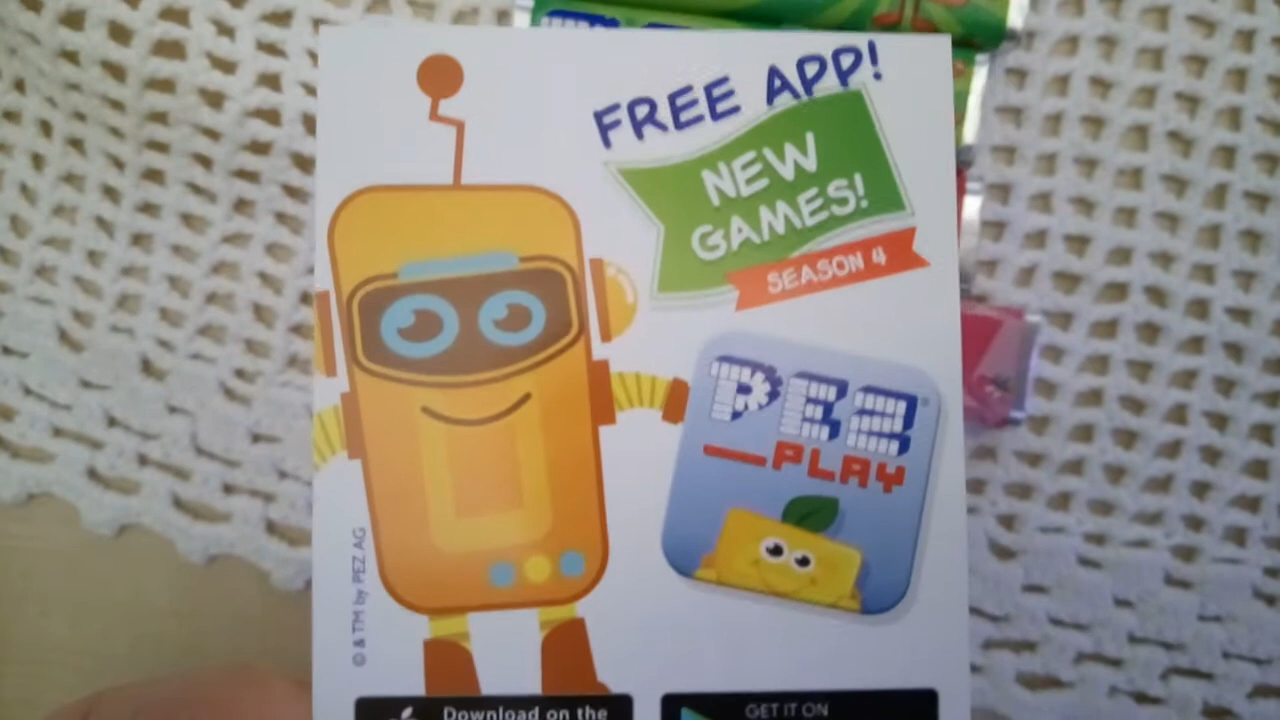 FREE APP!
NEW
GAMES!
SEASON 4
PEZ®
PLAY
© & TM by PEZ AG
Download on the
GET IT ON